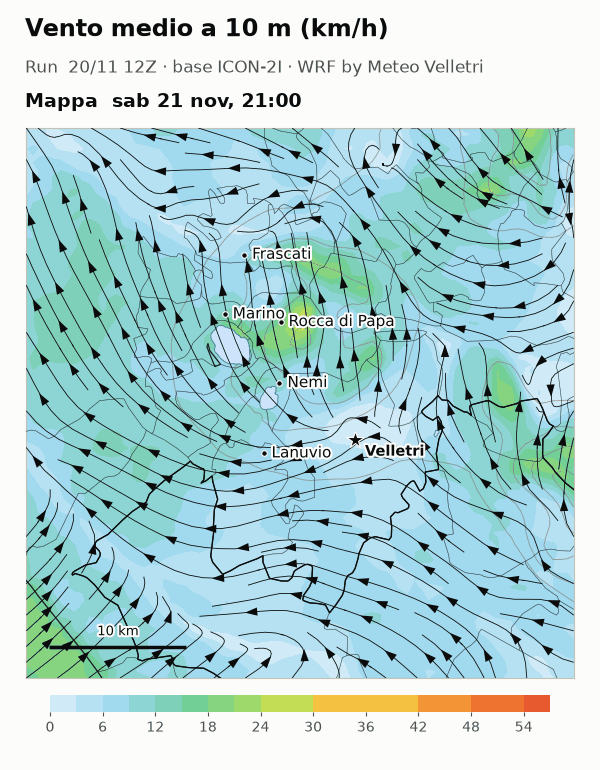 Vento medio a 10 m (km/h)
Run 20/11 12Z · base ICON-2I · WRF by Meteo Velletri
Mappa sab 21 nov, 21:00
Frascati
Marino
Rocca di Papa
Nemi
Velletri
Lanuvio
10 km
0 6 12 18 24 30 36 42 48 54